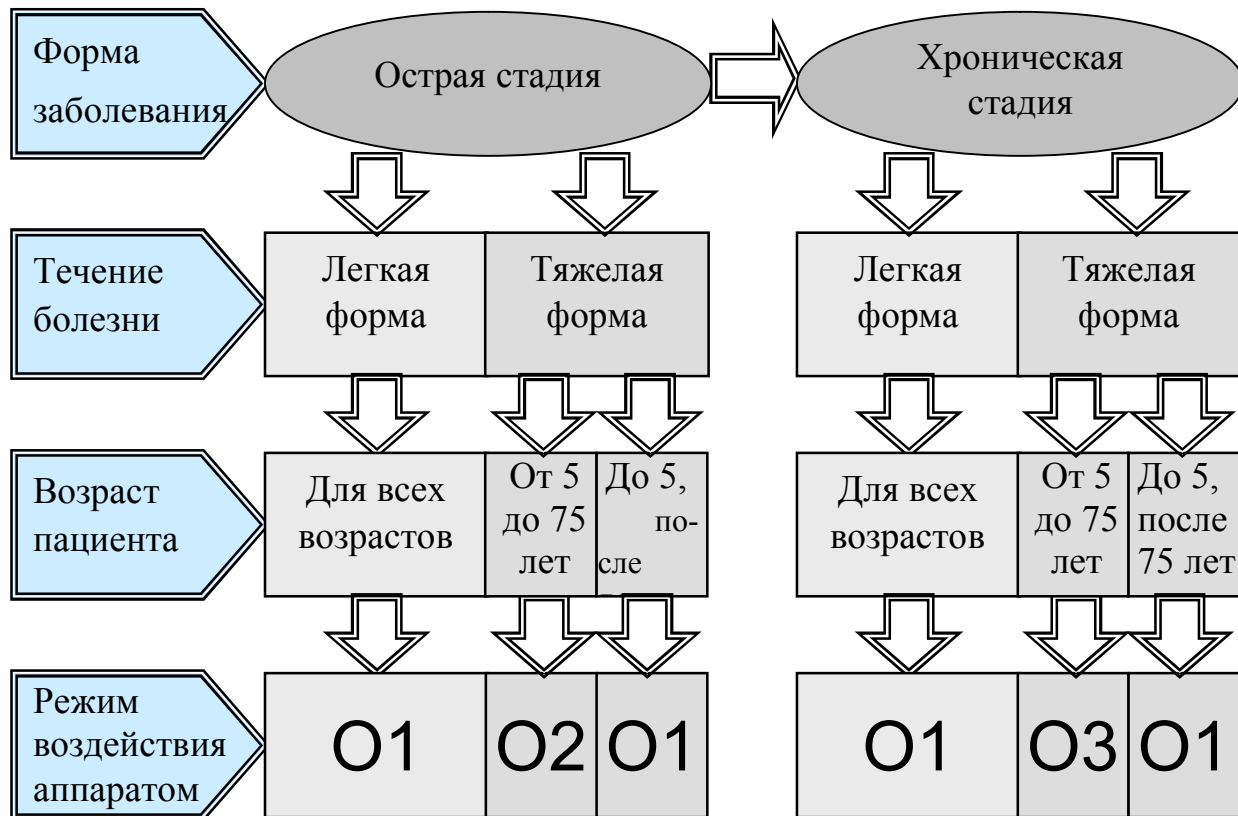 Форма
заболевания
Острая стадия
Хроническая
стадия
Течение
болезни
Легкая
форма
Тяжелая
форма
Легкая
форма
Тяжелая
форма
Возраст
пациента
Для всех
возрастов
От 5
до 75
лет
До 5,
по-
сле
Для всех
возрастов
От 5
до 75
лет
До 5,
после
75 лет
Режим
воздействия
аппаратом
О1
О2
О1
О1
О3
О1